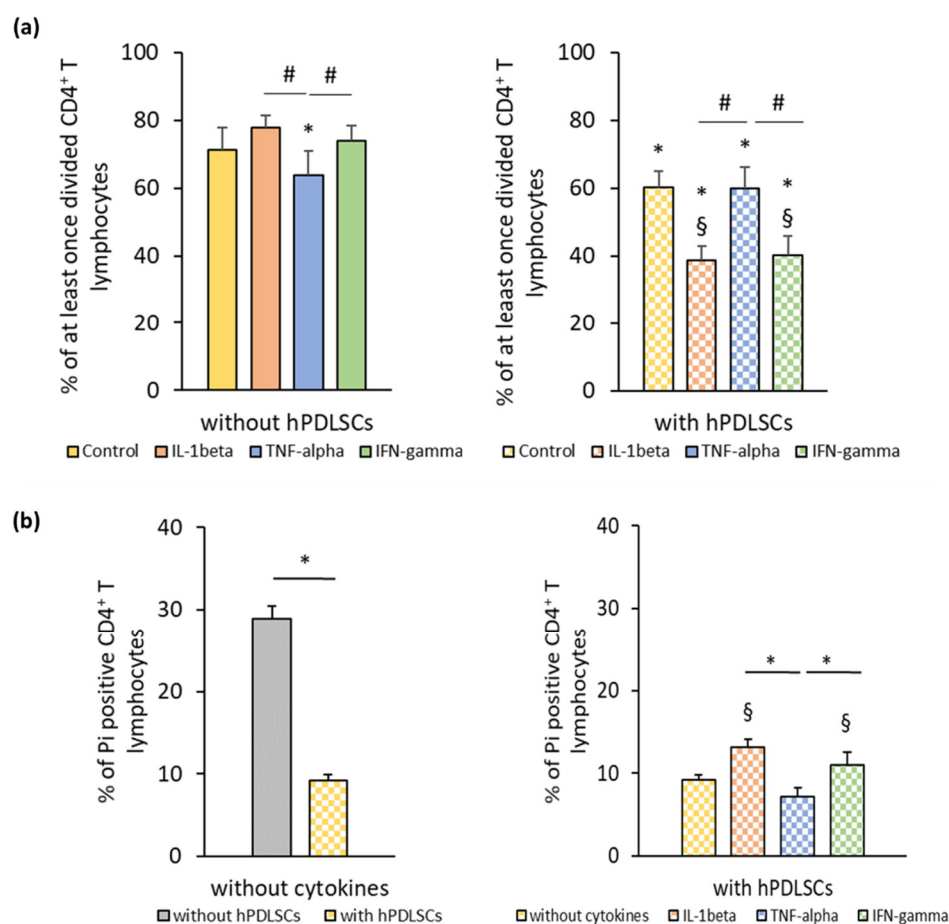 (a)
% of at least once divided CD4⁺ T
lymphocytes
100
80
60
40
20
0
#
#
*
without hPDLSCs
Control IL-1beta TNF-alpha IFN-gamma
% of at leaast once divided CD4⁺ T
lymphocytes
100
80
60
40
20
0
#
#
*
*
*
§
*
§
with hPDLSCs
Control IL-1beta TNF-alpha IFN-gamma
(b)
% of Pi positive CD4⁺ T
lymphocytes
40
30
20
10
0
*
without cytokines
without hPDLSCs with hPDLSCs
% of Pi positive CD4⁺ T
lymphocytes
40
30
20
10
0
*
*
§
§
with hPDLSCs
without cytokines IL-1beta TNF-alpha IFN-gamma